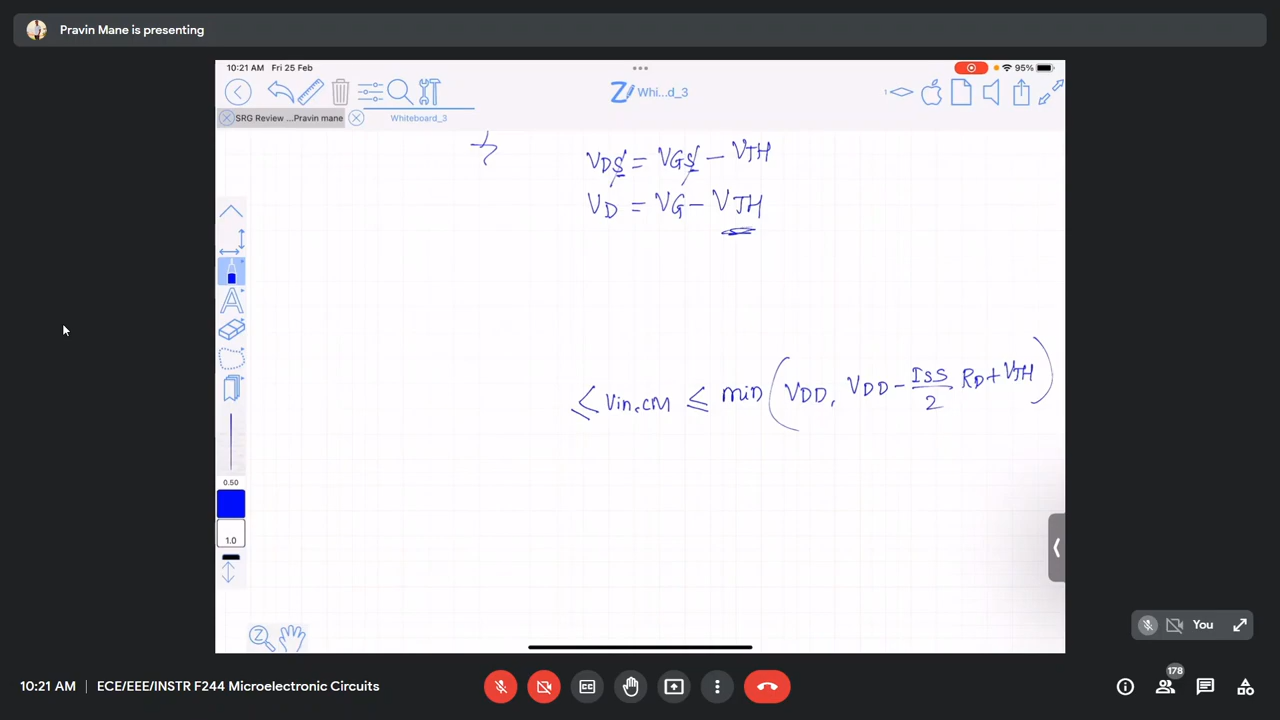 Pravin Mane is presenting
10:21 AM Fri 25 Feb
95%
Whi...d_3
1
SRG Review ...Pravin mane
Whiteboard_3
VDS = VGS - VTH
VD = VG - VTH
≤ Vin,CM ≤ min (VDD, VDD - ISS/2 RD + VTH)
0.50
1.0
Z
You
10:21 AM | ECE/EEE/INSTR F244 Microelectronic Circuits
178